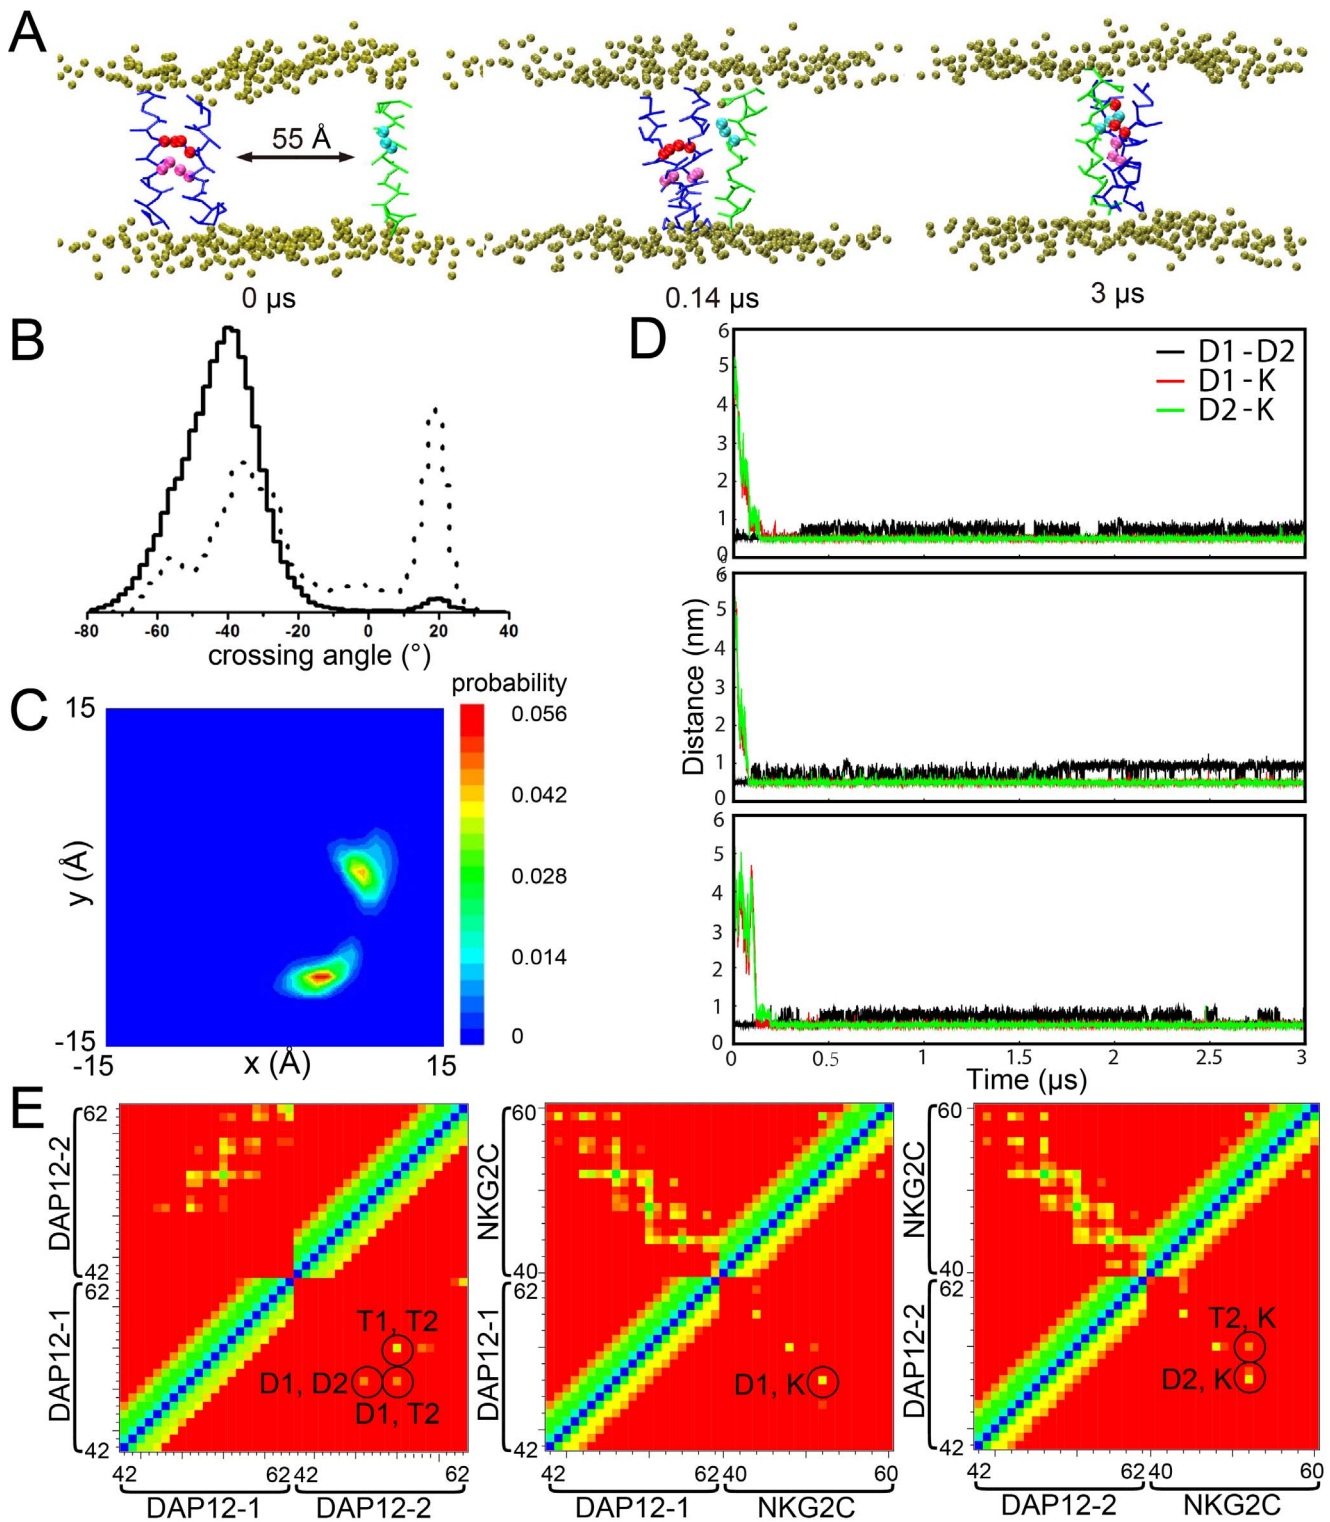 A
55 Å
0 µs
0.14 µs
3 µs
B
-80 -60 -40 -20 0 20 40
crossing angle (°)
C
probability
15
y (Å)
-15
-15 x (Å) 15
0.056
0.042
0.028
0.014
0
D
D1-D2
D1-K
D2-K
6
5
4
3
2
1
0
0
6
5
4
3
2
1
0
6
5
4
3
2
1
0
Distance (nm)
0 0.5 1 1.5 2 2.5 3
Time (µs)
E
62
DAP12-2
42
62
DAP12-1
42
T1, T2
D1, D2
D1, T2
42 62 42 62
DAP12-1 DAP12-2
60
NKG2C
40
62
DAP12-1
42
D1, K
42 62 40 60
DAP12-1 NKG2C
60
NKG2C
40
62
DAP12-2
42
T2, K
D2, K
42 62 40 60
DAP12-2 NKG2C